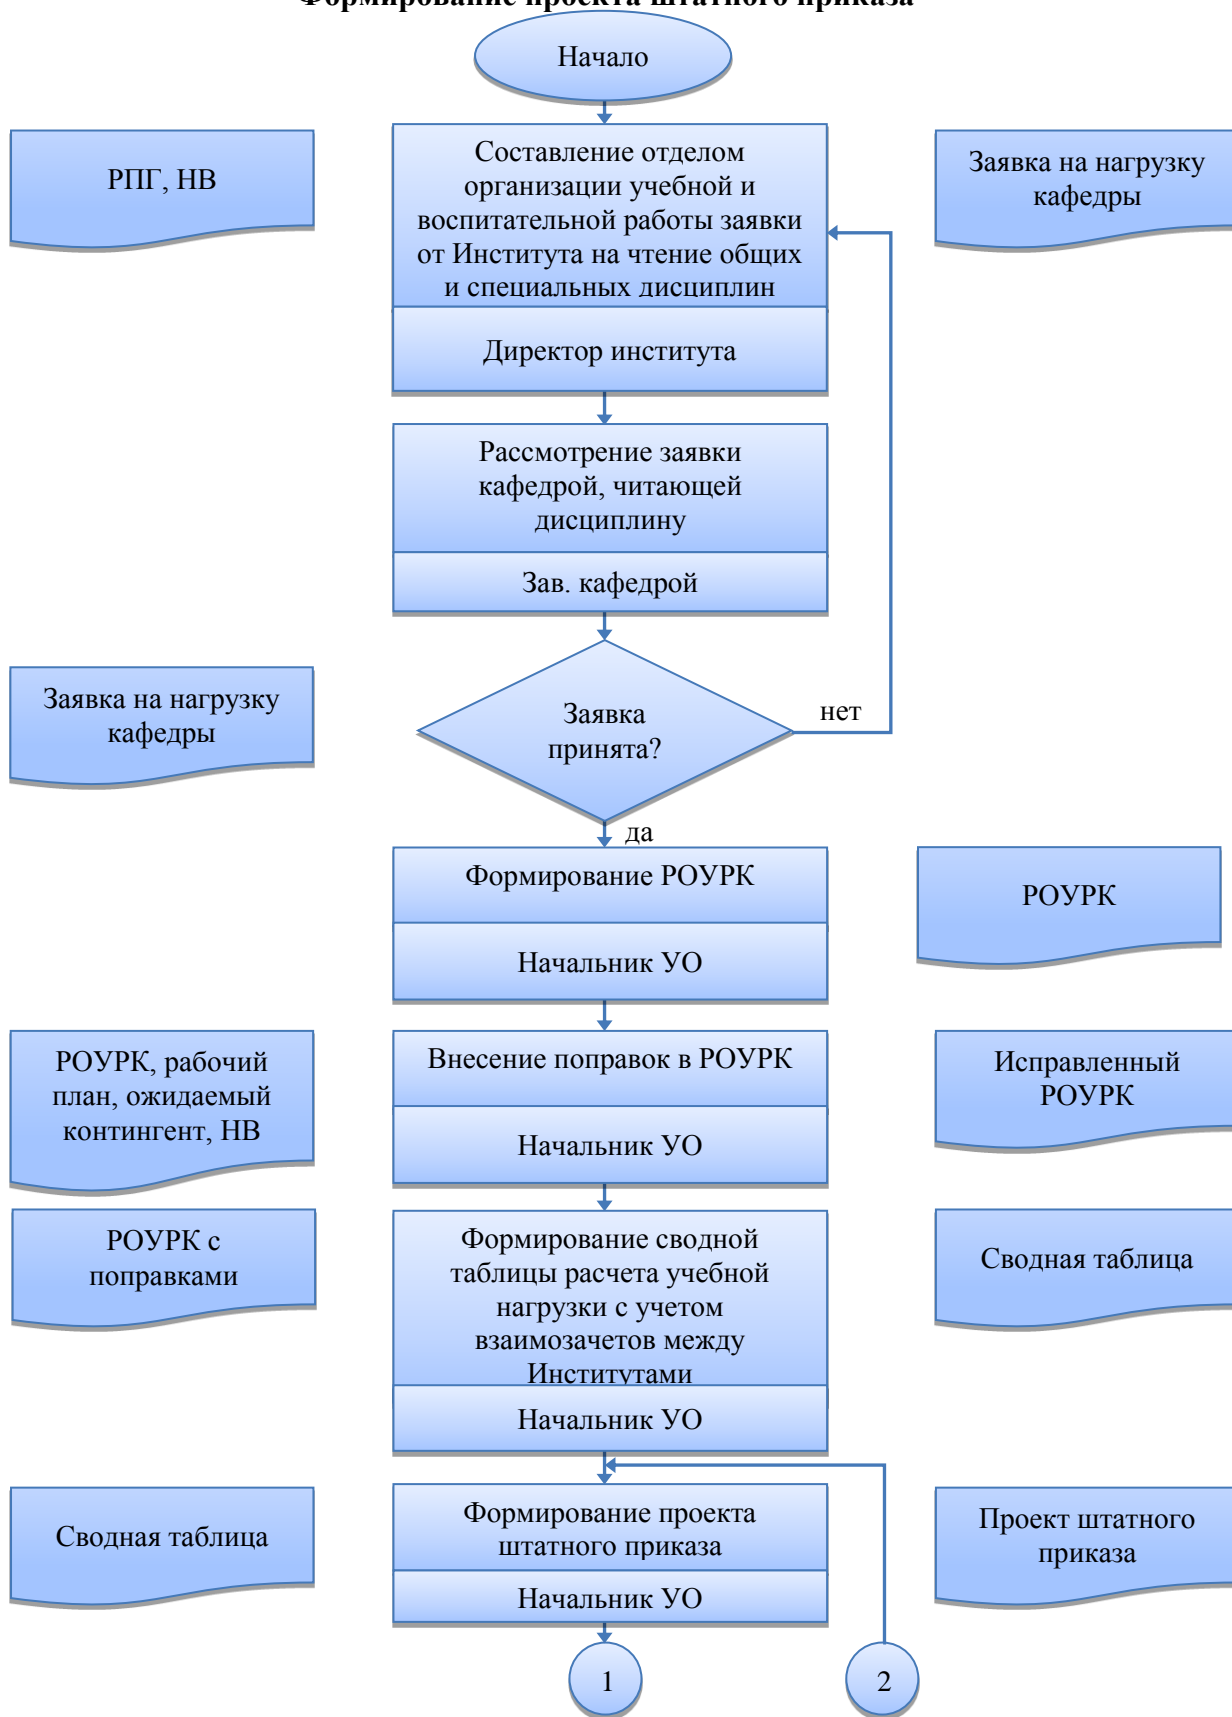 Формирование проекта штатного приказа
Начало
РПГ, НВ
Составление отделом
организации учебной и
воспитательной работы заявки
от Института на чтение общих
и специальных дисциплин
Директор института
Заявка на нагрузку
кафедры
Рассмотрение заявки
кафедрой, читающей
дисциплину
Зав. кафедрой
Заявка на нагрузку
кафедры
Заявка
принята?
нет
да
Формирование РОУРК
Начальник УО
РОУРК
РОУРК, рабочий
план, ожидаемый
контингент, НВ
Внесение поправок в РОУРК
Начальник УО
Исправленный
РОУРК
РОУРК с
поправками
Формирование сводной
таблицы расчета учебной
нагрузки с учетом
взаимозачетов между
Институтами
Начальник УО
Сводная таблица
Сводная таблица
Формирование проекта
штатного приказа
Начальник УО
Проект штатного
приказа
1
2